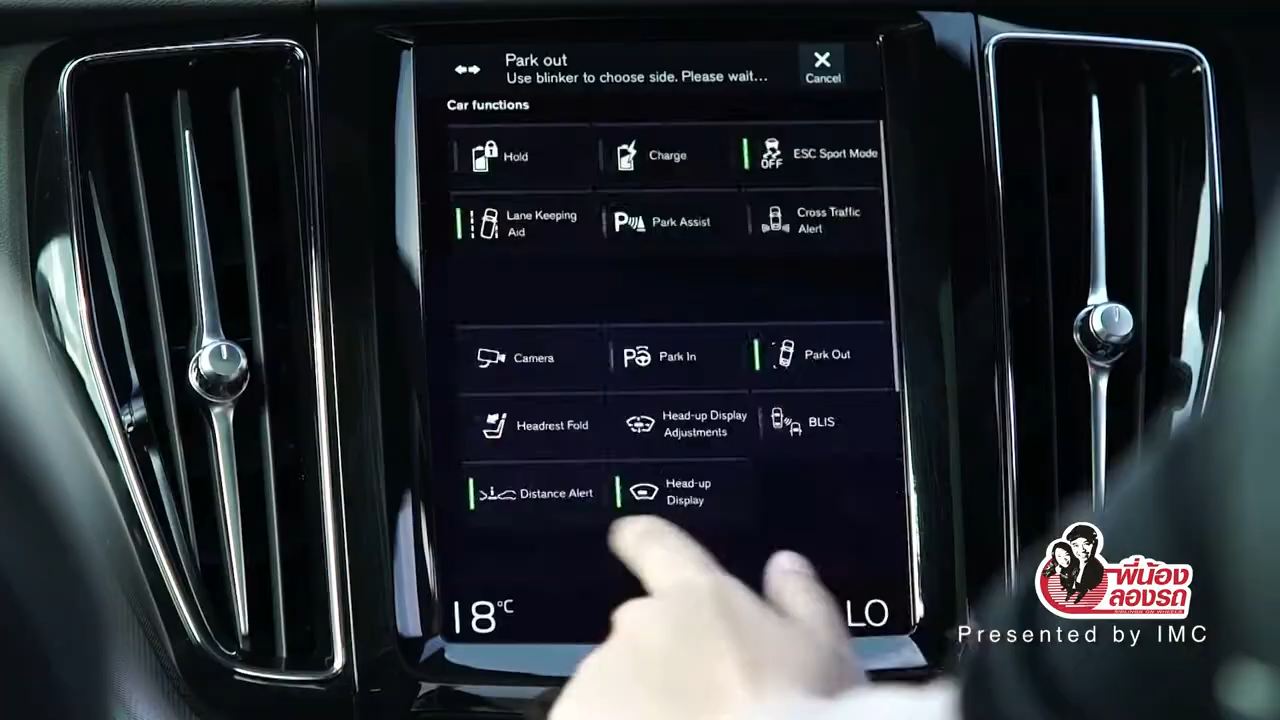 Park out
Use blinker to choose side. Please wait...
Cancel
Car functions
Hold
Charge
OFF
ESC Sport Mode
Lane Keeping
Aid
P
Park Assist
Cross Traffic
Alert
Camera
P
Park In
Park Out
Headrest Fold
Head-up Display
Adjustments
BLIS
Distance Alert
Head-up
Display
18°C
LO
พี่น้อง
ลองรถ
SIBLINGS ON WHEELS
Presented by IMC